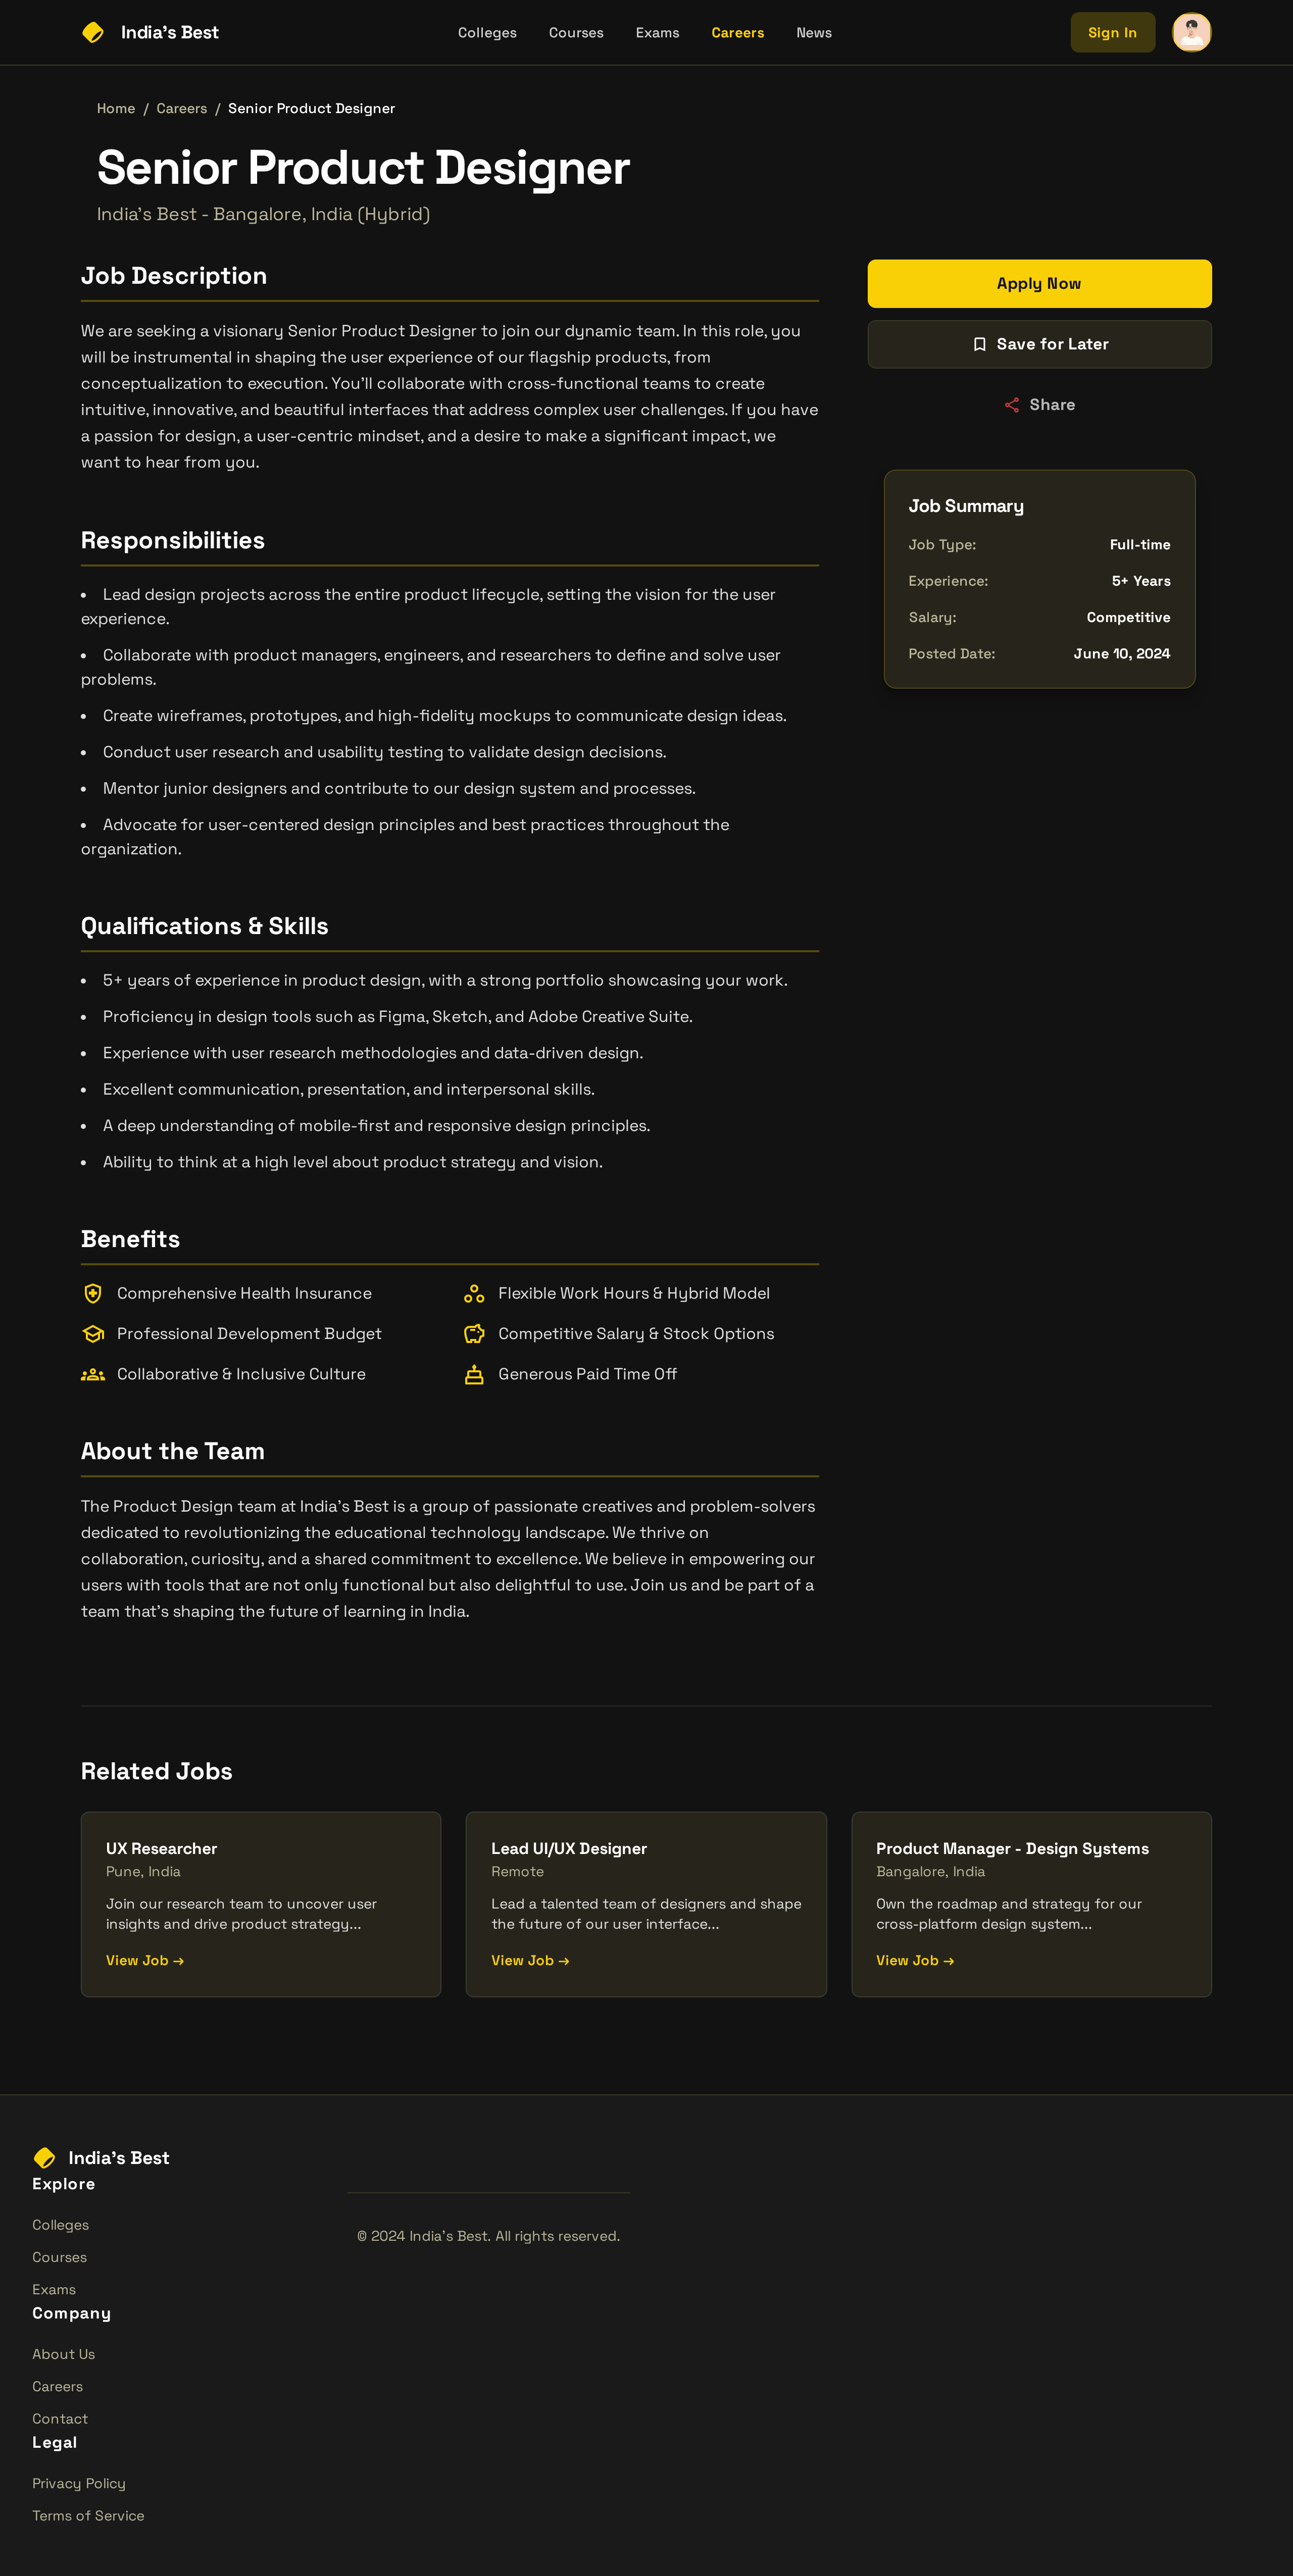 India's Best
Colleges
Courses
Exams
Careers
News
Sign In
Home / Careers / Senior Product Designer
Senior Product Designer
India's Best - Bangalore, India (Hybrid)
Job Description
We are seeking a visionary Senior Product Designer to join our dynamic team. In this role, you
will be instrumental in shaping the user experience of our flagship products, from
conceptualization to execution. You'll collaborate with cross-functional teams to create
intuitive, innovative, and beautiful interfaces that address complex user challenges. If you have
a passion for design, a user-centric mindset, and a desire to make a significant impact, we
want to hear from you.
Responsibilities
• Lead design projects across the entire product lifecycle, setting the vision for the user
experience.
• Collaborate with product managers, engineers, and researchers to define and solve user
problems.
• Create wireframes, prototypes, and high-fidelity mockups to communicate design ideas.
• Conduct user research and usability testing to validate design decisions.
• Mentor junior designers and contribute to our design system and processes.
• Advocate for user-centered design principles and best practices throughout the
organization.
Qualifications & Skills
• 5+ years of experience in product design, with a strong portfolio showcasing your work.
• Proficiency in design tools such as Figma, Sketch, and Adobe Creative Suite.
• Experience with user research methodologies and data-driven design.
• Excellent communication, presentation, and interpersonal skills.
• A deep understanding of mobile-first and responsive design principles.
• Ability to think at a high level about product strategy and vision.
Benefits
Comprehensive Health Insurance
Flexible Work Hours & Hybrid Model
Professional Development Budget
Competitive Salary & Stock Options
Collaborative & Inclusive Culture
Generous Paid Time Off
About the Team
The Product Design team at India's Best is a group of passionate creatives and problem-solvers
dedicated to revolutionizing the educational technology landscape. We thrive on
collaboration, curiosity, and a shared commitment to excellence. We believe in empowering our
users with tools that are not only functional but also delightful to use. Join us and be part of a
team that's shaping the future of learning in India.
Apply Now
Save for Later
Share
Job Summary
Job Type: Full-time
Experience: 5+ Years
Salary: Competitive
Posted Date: June 10, 2024
Related Jobs
UX Researcher
Pune, India
Join our research team to uncover user
insights and drive product strategy...
View Job →
Lead UI/UX Designer
Remote
Lead a talented team of designers and shape
the future of our user interface...
View Job →
Product Manager - Design Systems
Bangalore, India
Own the roadmap and strategy for our
cross-platform design system...
View Job →
India's Best
Explore
Colleges
Courses
Exams
Company
About Us
Careers
Contact
Legal
Privacy Policy
Terms of Service
© 2024 India's Best. All rights reserved.